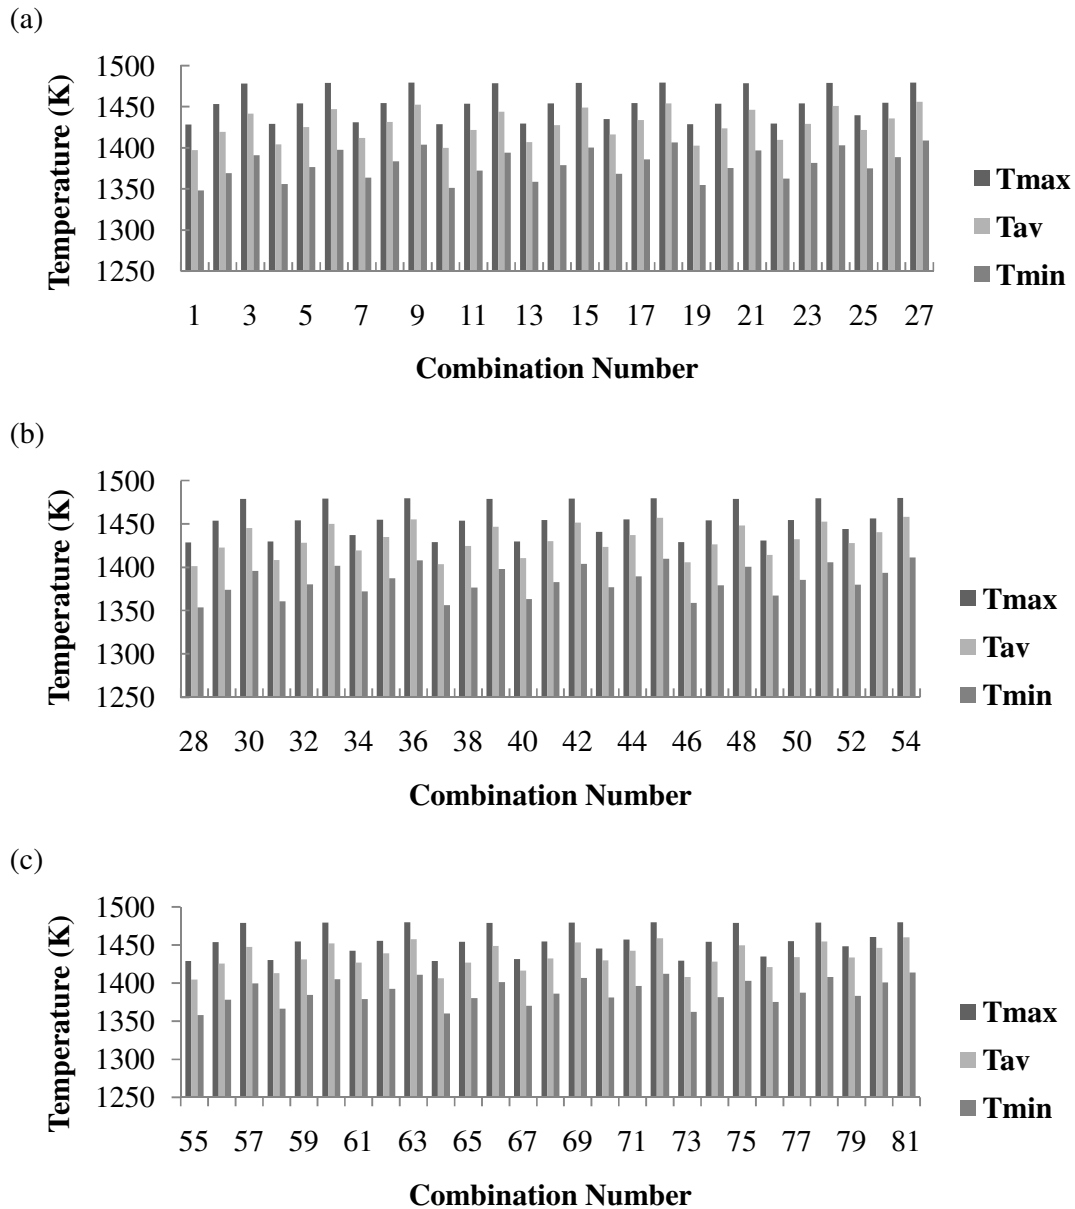 (a)
Temperature (K)
1500
1450
1400
1350
1300
1250
1 3 5 7 9 11 13 15 17 19 21 23 25 27
Combination Number
Tmax
Tav
Tmin
(b)
Temperature (K)
1500
1450
1400
1350
1300
1250
28 30 32 34 36 38 40 42 44 46 48 50 52 54
Combination Number
Tmax
Tav
Tmin
(c)
Temperature (K)
1500
1450
1400
1350
1300
1250
55 57 59 61 63 65 67 69 71 73 75 77 79 81
Combination Number
Tmax
Tav
Tmin